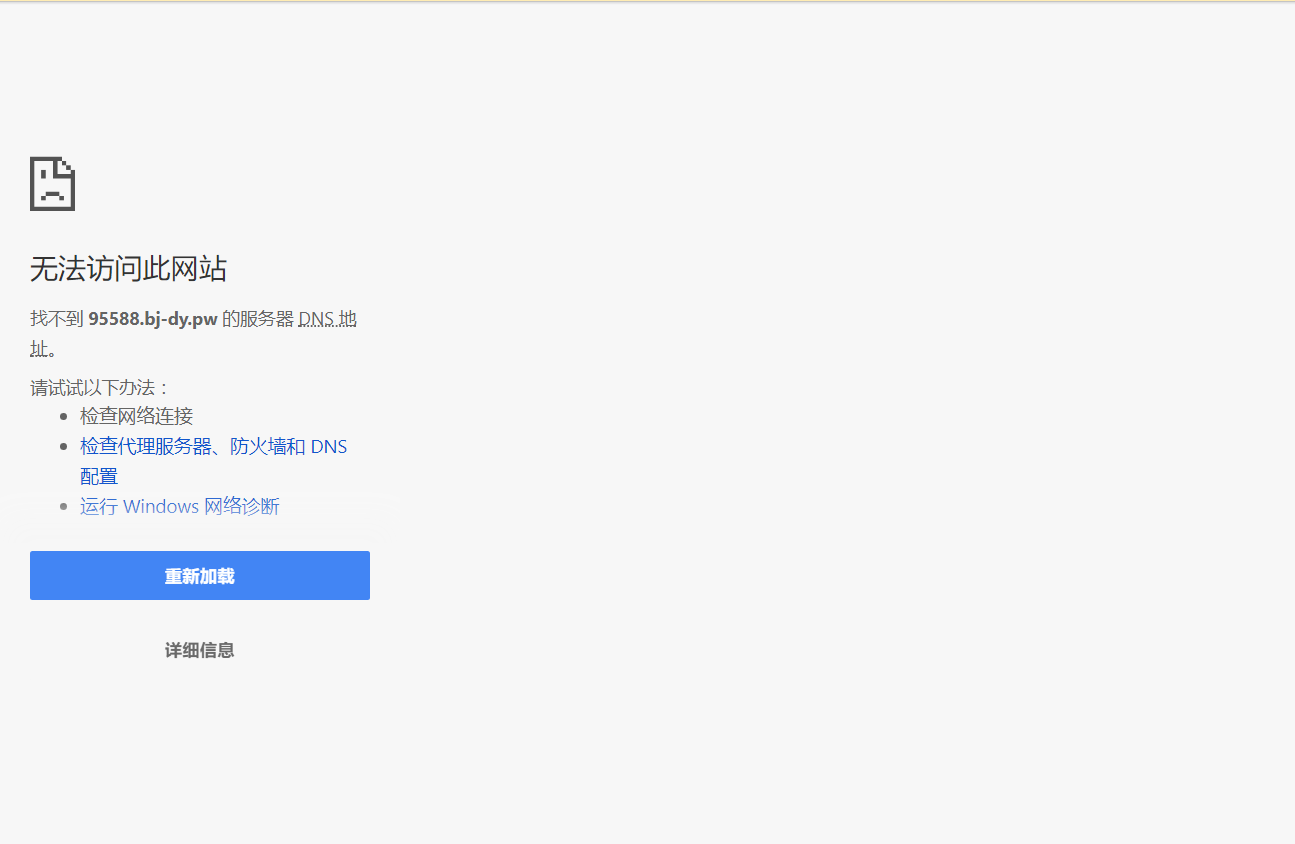 无法访问此网站
找不到 95588.bj-dy.pw 的服务器 DNS 地
址。
请试试以下办法：
检查网络连接
检查代理服务器、防火墙和 DNS
配置
运行 Windows 网络诊断
重新加载
详细信息